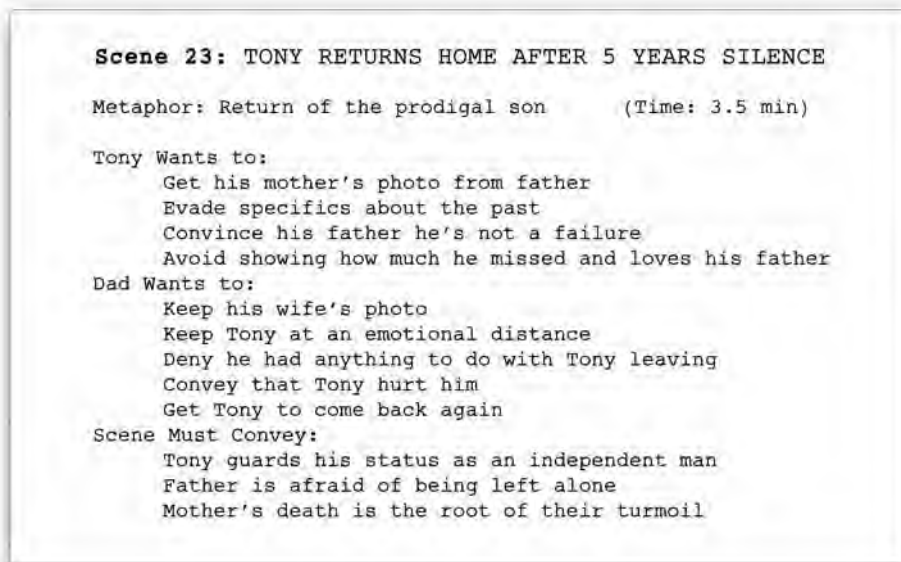 Scene 23: TONY RETURNS HOME AFTER 5 YEARS SILENCE
Metaphor: Return of the prodigal son (Time: 3.5 min)
Tony Wants to:
Get his mother's photo from father
Evade specifics about the past
Convince his father he's not a failure
Avoid showing how much he missed and loves his father
Dad Wants to:
Keep his wife's photo
Keep Tony at an emotional distance
Deny he had anything to do with Tony leaving
Convey that Tony hurt him
Get Tony to come back again
Scene Must Convey:
Tony guards his status as an independent man
Father is afraid of being left alone
Mother's death is the root of their turmoil